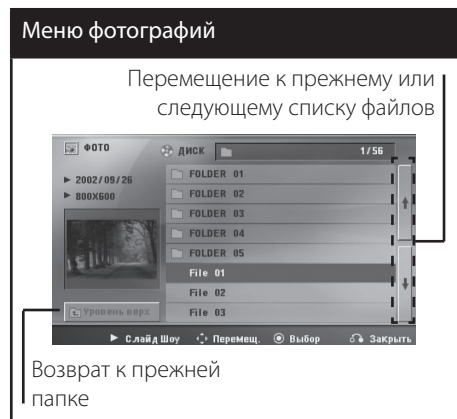 Меню фотографий
Перемещение к прежнему или
следующему списку файлов
ФОТО
ДИСК
1/56
► 2002/09/26
► 800X600
FOLDER 01
FOLDER 02
FOLDER 03
FOLDER 04
FOLDER 05
File 01
File 02
File 03
Уровень верх
► Слайд Шоу
Перемещ.
Выбор
Закрыть
Возврат к прежней
папке